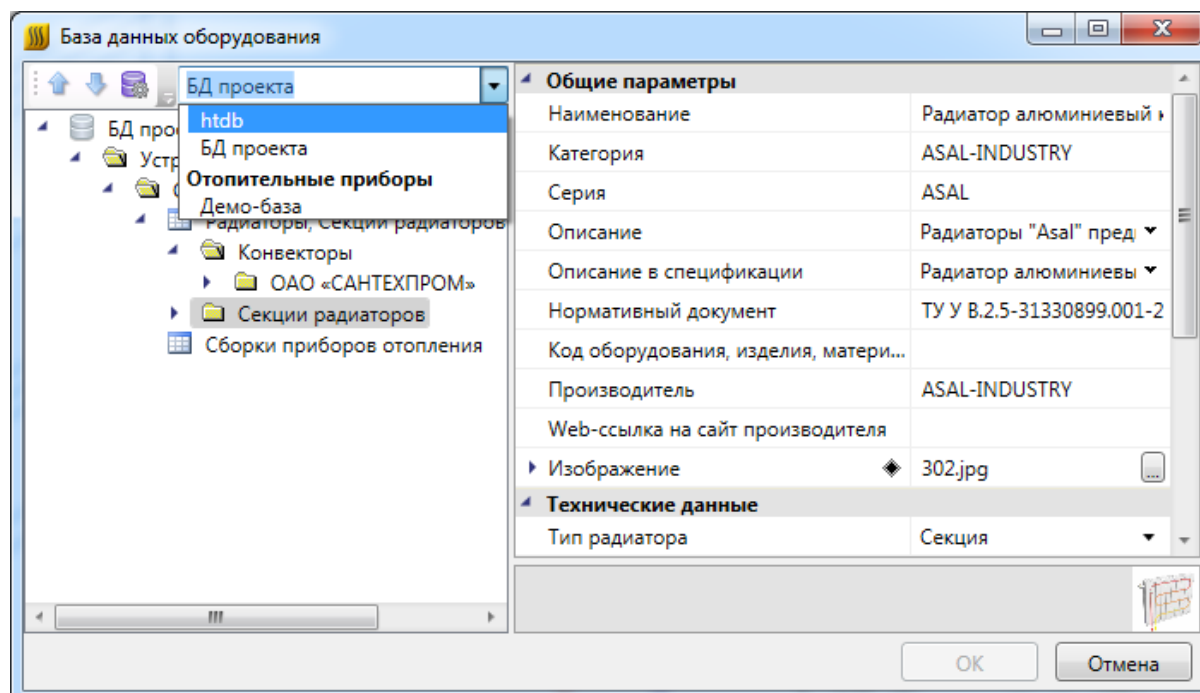 База данных оборудования
БД проекта
htdb
БД проекта
Отопительные приборы
Демо-база
БД про
Устр
Радиаторы, Секции радиаторов
Конвекторы
ОАО «САНТЕХПРОМ»
Секции радиаторов
Сборки приборов отопления
Общие параметры
Наименование Радиатор алюминиевый
Категория ASAL-INDUSTRY
Серия ASAL
Описание Радиаторы "Asal" пред
Описание в спецификации Радиатор алюминиевы
Нормативный документ ТУ У В.2.5-31330899.001-2
Код оборудования, изделия, матери...
Производитель ASAL-INDUSTRY
Web-ссылка на сайт производителя
Изображение 302.jpg ...
Технические данные
Тип радиатора Секция
OK Отмена